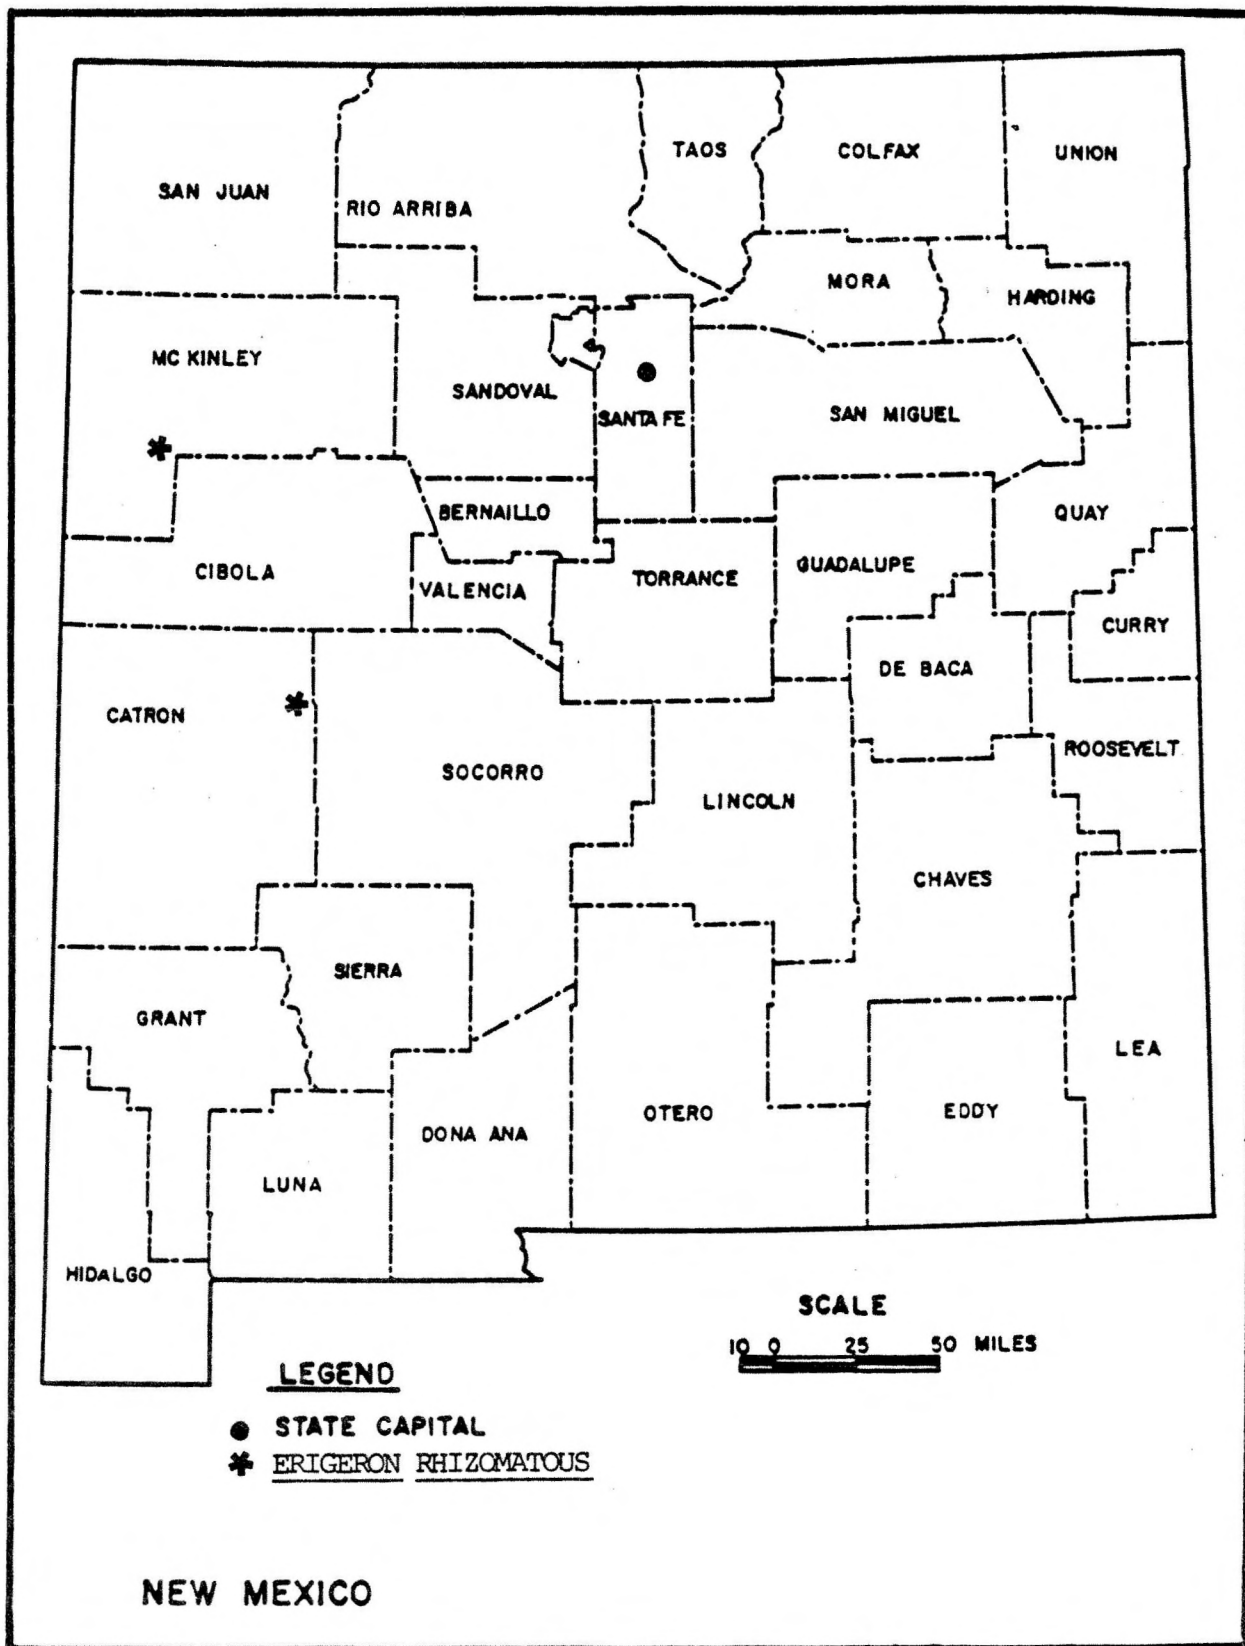 TAOS
COLFAX
UNION
SAN JUAN
RIO ARRIBA
MORA
HARDING
MC KINLEY
SANDOVAL
SANTA FE
SAN MIGUEL
BERNAILLO
QUAY
CIBOLA
VALENCIA
TORRANCE
GUADALUPE
CURRY
DE BACA
CATRON
SOCORRO
ROOSEVELT
LINCOLN
CHAVES
SIERRA
GRANT
LEA
OTERO
EDDY
DONA ANA
LUNA
HIDALGO
SCALE
10 0 25 50 MILES
LEGEND
STATE CAPITAL
ERIGERON RHIZOMATOUS
NEW MEXICO